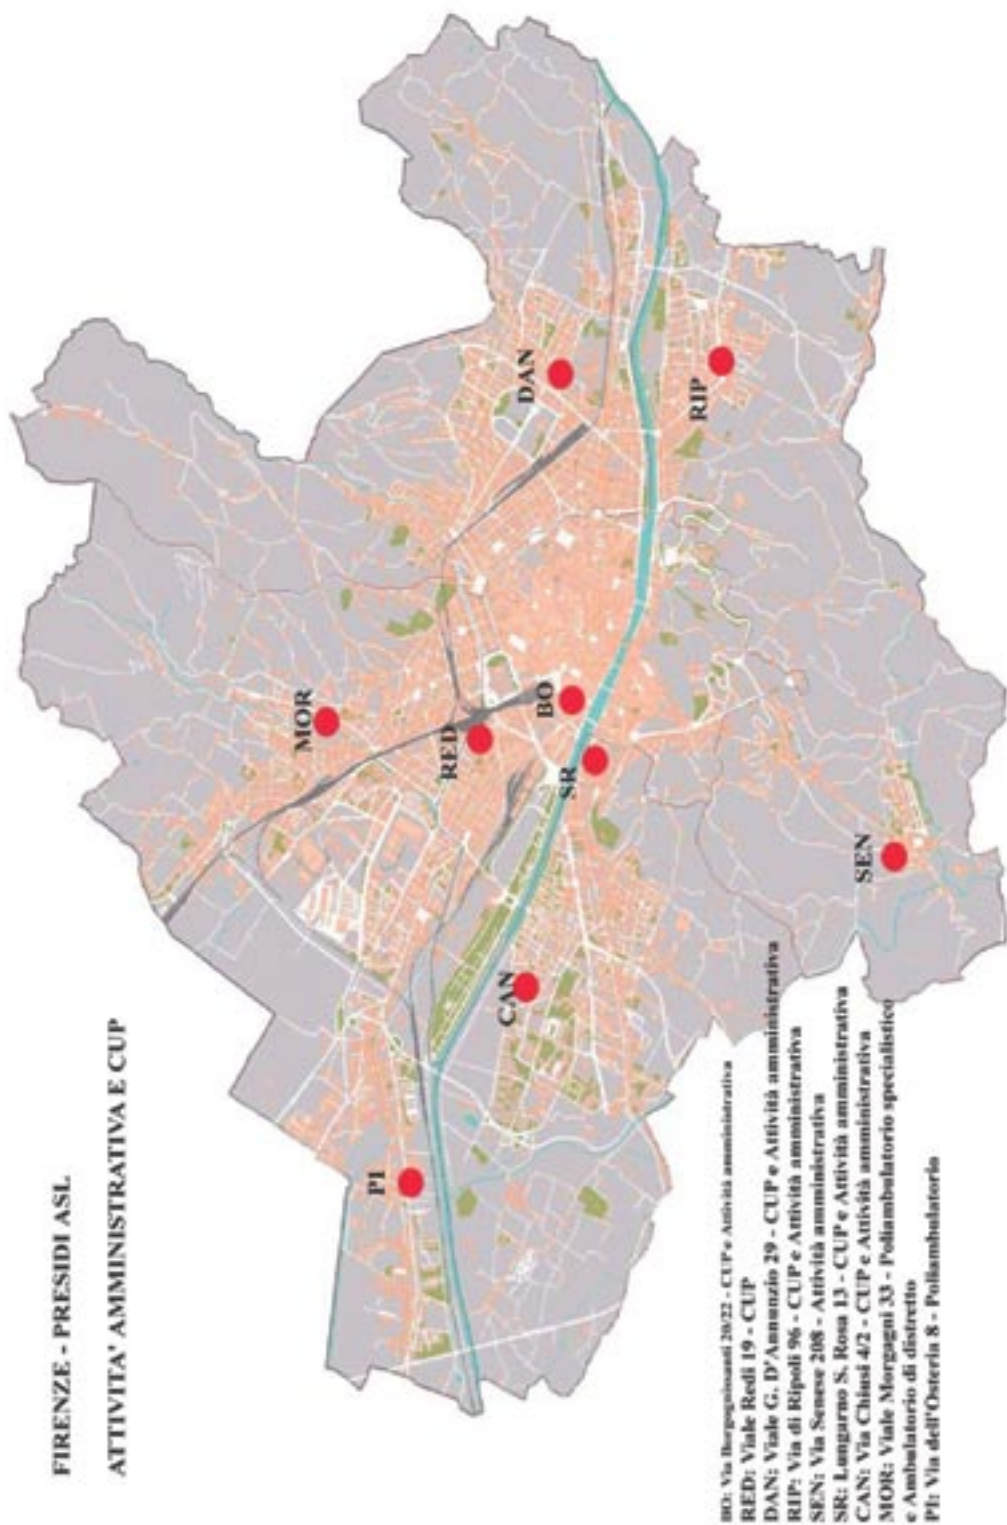 FIRENZE - PRESIDI ASL
ATTIVITA' AMMINISTRATIVA E CUP
PI
CAN
MOR
RED
SR
BO
DAN
RIP
SEN
BO: Via Borgognissanti 20/22 - CUP e Attività amministrativa
RED: Viale Redi 19 - CUP
DAN: Viale G. D'Annunzio 29 - CUP e Attività amministrativa
RIP: Via di Ripoli 96 - CUP e Attività amministrativa
SEN: Via Senese 208 - Attività amministrativa
SR: Lungarno S. Rosa 13 - CUP e Attività amministrativa
CAN: Via Chiusi 4/2 - CUP e Attività amministrativa
MOR: Viale Morgagni 33 - Poliambulatorio specialistico
e Ambulatorio di distretto
PI: Via dell'Osteria 8 - Poliambulatorio